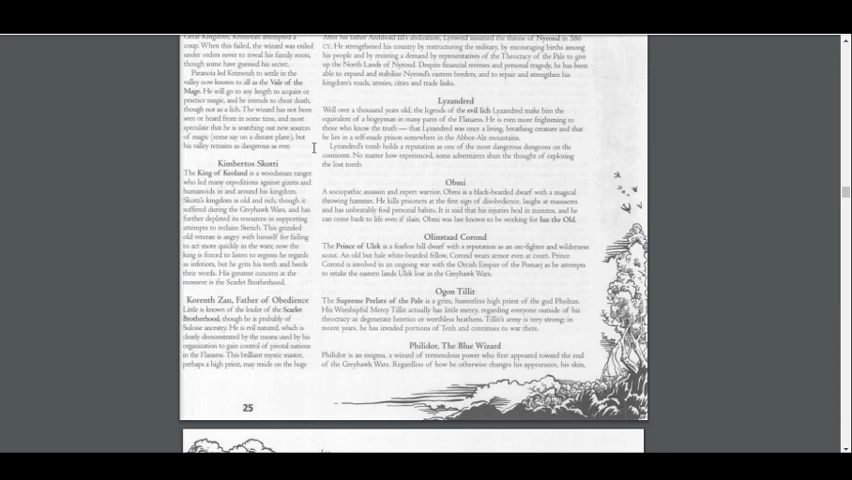 Great Kingdom, Krimorah attempted a
coup. When this failed, the wizard was exiled
under orders never to reveal his family roots,
though some have guessed his secret.
Paranoia led Krimorah to settle in the
valley now known to all as the Vale of the
Mage. He will go to any length to acquire or
practice magic, and he intends to cheat death,
though not as a lich. The wizard has not been
seen or heard from in some time, and most
speculate that he is searching out new sources
of magic (some say on a distant plane), but
his valley remains as dangerous as ever.
Kimbertos Skotti
The King of Keoland is a woodsman ranger
who led many expeditions against giants and
humanoids in and around his kingdom.
Skotti's kingdom is old and rich, though it
suffered during the Greyhawk Wars, and has
further depleted its resources in supporting
attempts to reclaim Sterich. This grizzled
old veteran is angry with himself for failing
to act more quickly in the wars; now the
king is forced to listen to regents he regards
as inferiors, but he grits his teeth and heeds
their words. His greatest concern at the
moment is the Scarlet Brotherhood.
Korenth Zan, Father of Obedience
Little is known of the leader of the Scarlet
Brotherhood, though he is probably of
Suloise ancestry. He is evil natured, which is
clearly demonstrated by the means used by his
organization to gain control of pivotal nations
in the Flanaess. This brilliant mystic master,
perhaps a high priest, may reside on the huge
After his father Archbold III's abdication, Lynwerd assumed the throne of Nyrond in 586
CY. He strengthened his country by restructuring the military, by encouraging births among
his people and by resisting a demand by representatives of the Theocracy of the Pale to give
up the North Lands of Nyrond. Despite financial reverses and personal tragedy, he has been
able to expand and stabilize Nyrond's eastern borders, and to repair and strengthen his
kingdom's roads, armies, cities and trade links.
Lyzandred
Well over a thousand years old, the legends of the evil lich Lyzandred make him the
equivalent of a bogeyman in many parts of the Flanaess. He is even more frightening to
those who know the truth — that Lyzandred was once a living, breathing creature and that
he lies in a self-made prison somewhere in the Abbor-Alz mountains.
Lyzandred's tomb holds a reputation as one of the most dangerous dungeons on the
continent. No matter how experienced, some adventurers shun the thought of exploring
the lost tomb.
Obmi
A sociopathic assassin and expert warrior, Obmi is a black-bearded dwarf with a magical
throwing hammer. He kills prisoners at the first sign of disobedience, laughs at massacres
and has unbearably foul personal habits. It is said that his injuries heal in minutes, and he
can come back to life even if slain. Obmi was last known to be working for Iuz the Old.
Olinstaad Corond
The Prince of Ulek is a fearless hill dwarf with a reputation as an orc-fighter and wilderness
scout. An old but hale white-bearded fellow, Corond wears armor even at court. Prince
Corond is involved in an ongoing war with the Orcish Empire of the Pomarj as he attempts
to retake the eastern lands Ulek lost in the Greyhawk Wars.
Ogon Tillit
The Supreme Prelate of the Pale is a grim, humorless high priest of the god Pholtus.
His Worshipful Mercy Tillit actually has little mercy, regarding everyone outside of his
theocracy as degenerate heretics or worthless heathens. Tillit's army is very strong; in
recent years, he has invaded portions of Tenh and continues to war there.
Philidor, The Blue Wizard
Philidor is an enigma, a wizard of tremendous power who first appeared toward the end
of the Greyhawk Wars. Regardless of how he otherwise changes his appearance, his skin,
25